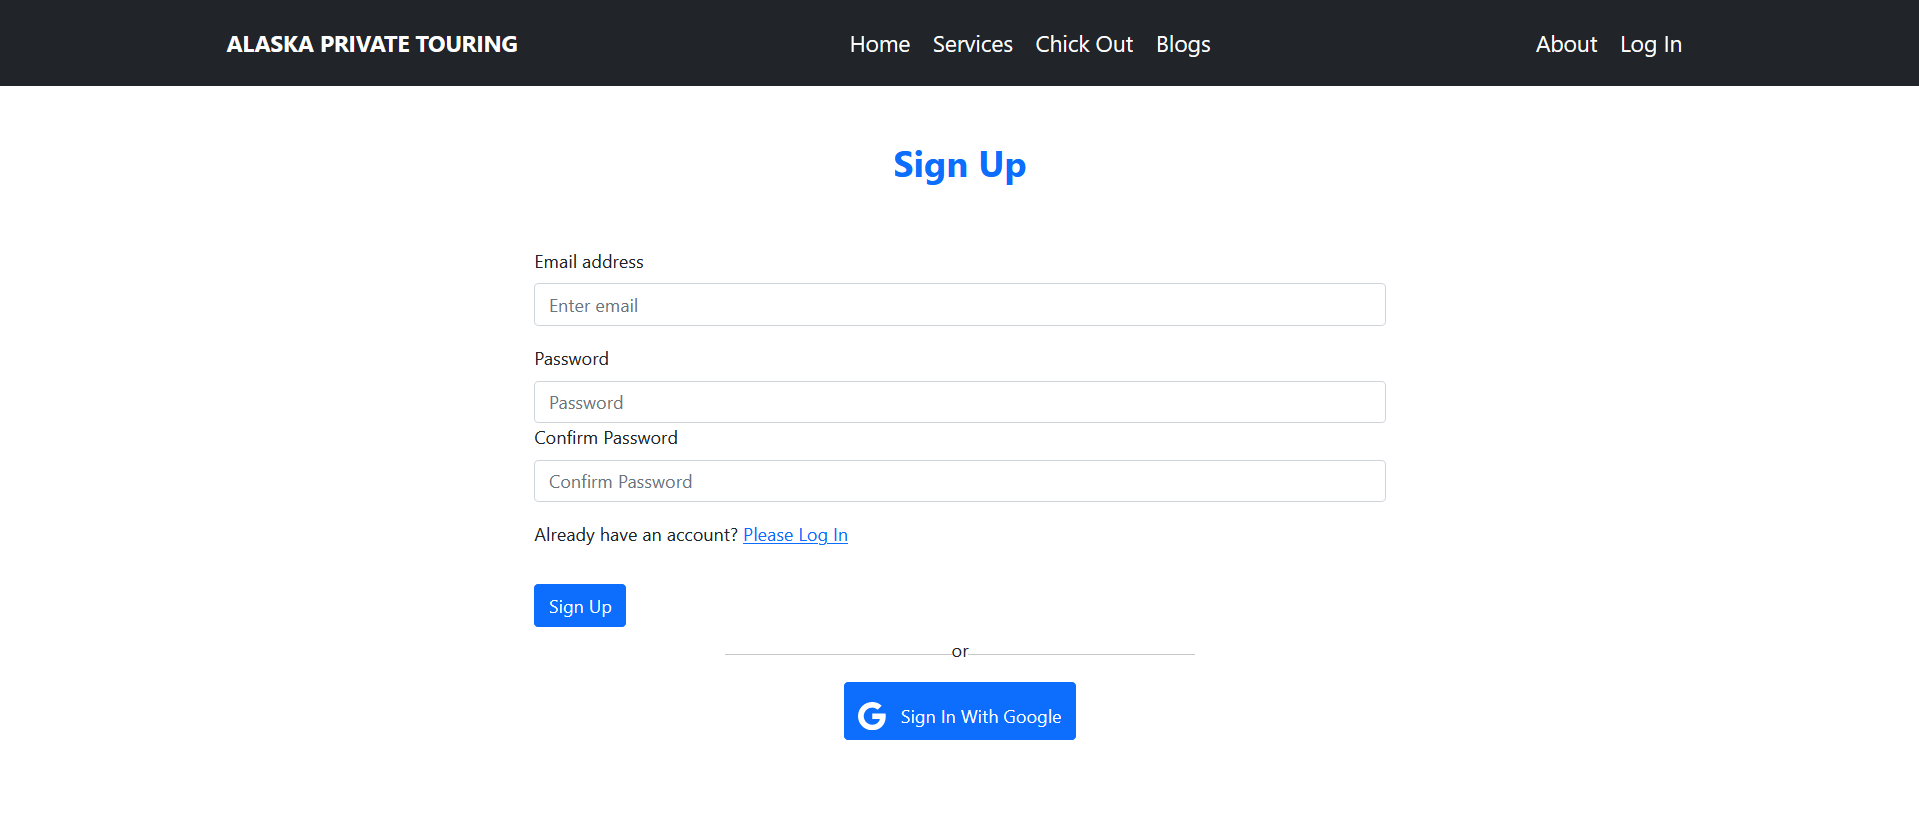 ALASKA PRIVATE TOURING Home Services Chick Out Blogs About Log In
Sign Up
Email address
Enter email
Password
Password
Confirm Password
Confirm Password
Already have an account? Please Log In
Sign Up
or
Sign In With Google